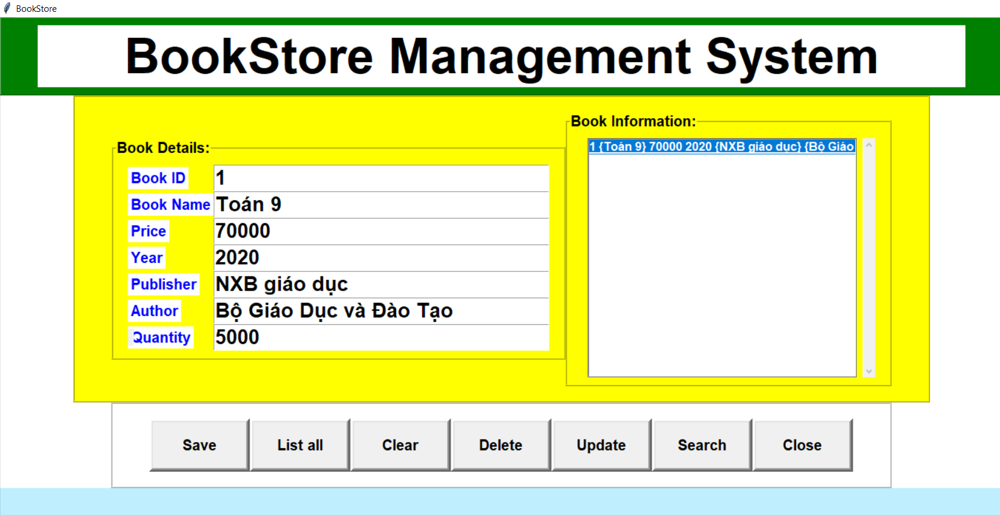 BookStore
BookStore Management System
Book Details:
Book ID 1
Book Name Toán 9
Price 70000
Year 2020
Publisher NXB giáo dục
Author Bộ Giáo Dục và Đào Tạo
Quantity 5000
Book Information:
1 {Toán 9} 70000 2020 {NXB giáo dục} {Bộ Giáo
Save List all Clear Delete Update Search Close